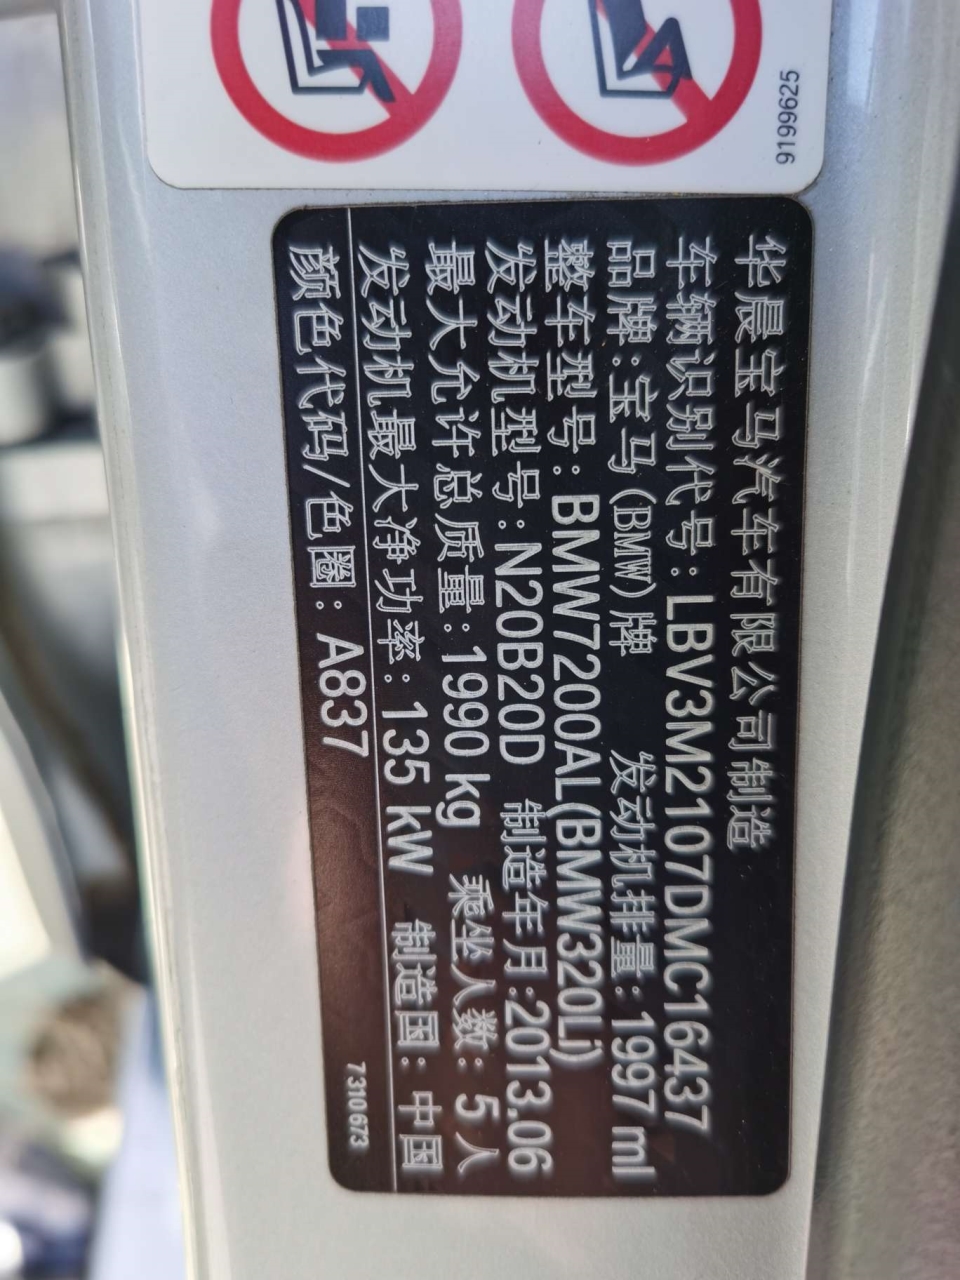 9199625
华晨宝马汽车有限公司制造
车辆识别代号:LBV3M2107DMC16437
品牌:宝马(BMW)牌 发动机排量:1997 ml
整车型号:BMW7200AL(BMW320Li)
发动机型号:N20B20D 制造年月:2013.06
最大允许总质量:1990 kg 乘坐人数: 5 人
发动机最大净功率:135 kW 制造国:中国
颜色代码/色圈: A837
7310673